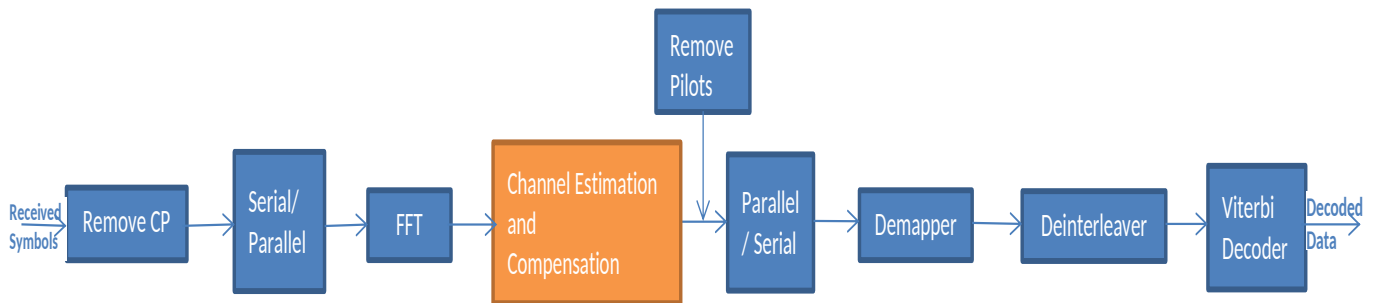 Remove
Pilots
Received
Symbols
Remove CP
Serial/
Parallel
FFT
Channel Estimation
and
Compensation
Parallel
/ Serial
Demapper
Deinterleaver
Viterbi
Decoder
Decoded
Data